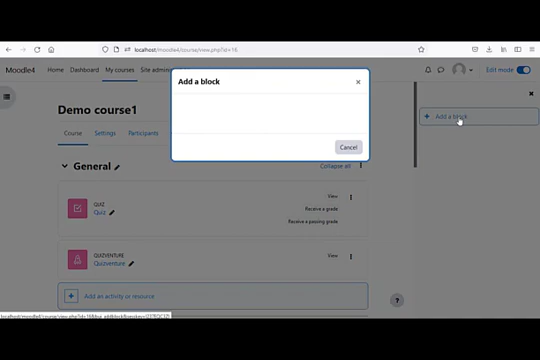 localhost/moodle4/course/view.php?id=16
Moodle4
Home
Dashboard
My courses
Site admin
Edit mode
Add a block
×
Cancel
Add a block
Demo course1
Course
Settings
Participants
General
Collapse all
QUIZ
Quiz
View
Receive a grade
Receive a passing grade
QUIZVENTURE
Quizventure
View
Add an activity or resource
?